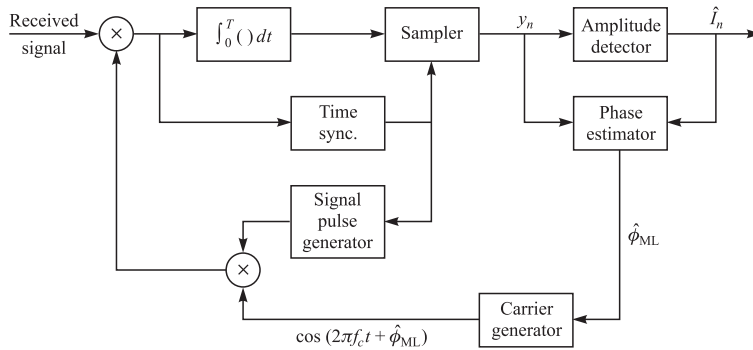 Received
signal
×
∫₀ᵀ ( ) dt
Sampler
yₙ
Amplitude
detector
Îₙ
Time
sync.
Phase
estimator
Signal
pulse
generator
ϕ̂ML
×
Carrier
generator
cos (2πf꜀t + ϕ̂ML)